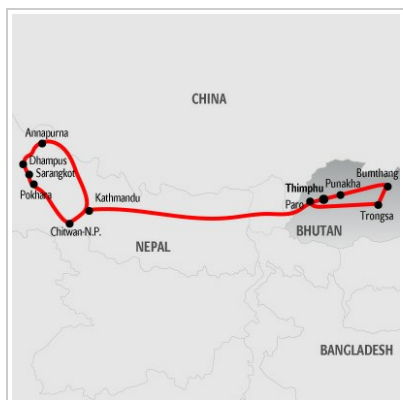 CHINA
Annapurna
Dhampus
Sarangkot
Pokhara
Kathmandu
Chitwan-N.P.
NEPAL
Thimphu
Punakha
Bumthang
Paro
Trongsa
BHUTAN
BANGLADESH